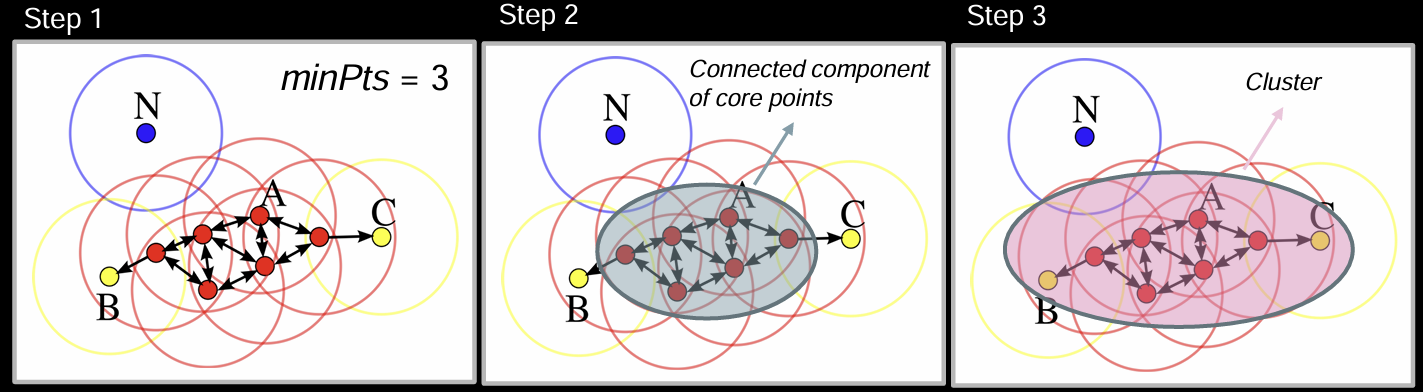 Step 1
minPts = 3
N
A
C
B
Step 2
Connected component
of core points
N
A
C
B
Step 3
Cluster
N
A
C
B